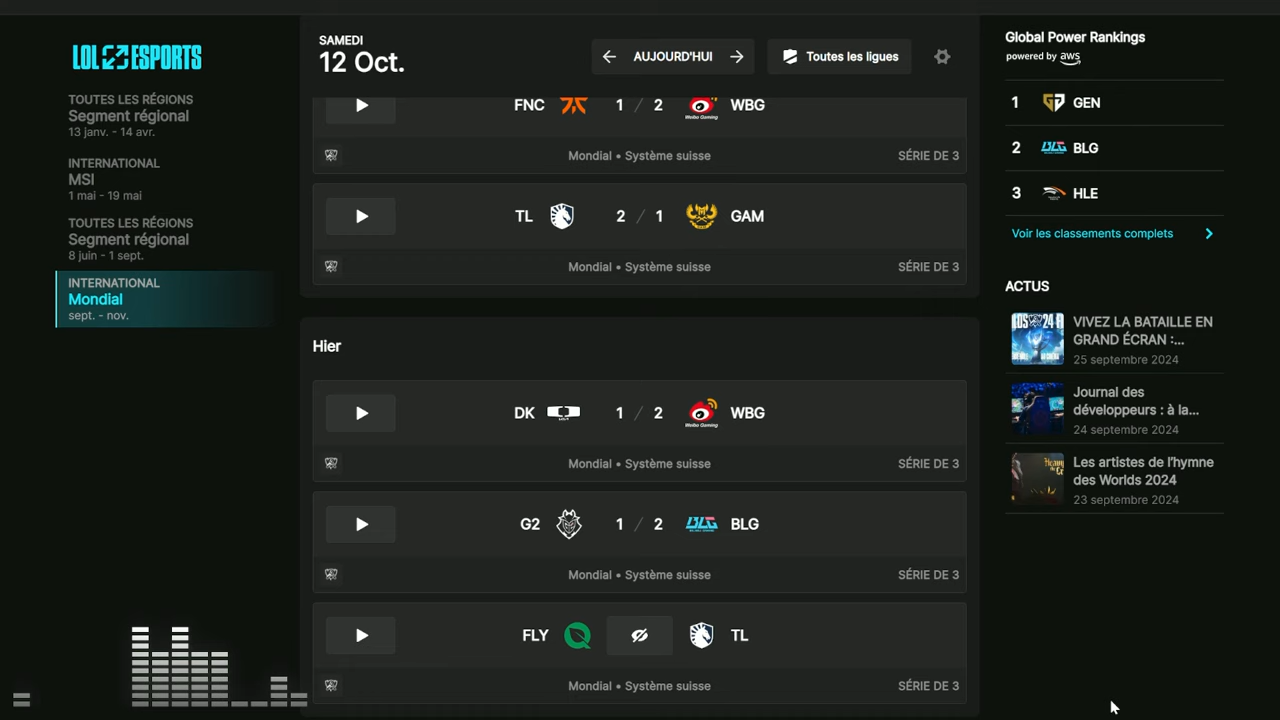 LOL ESPORTS
TOUTES LES RÉGIONS
Segment régional
13 janv. - 14 avr.
INTERNATIONAL
MSI
1 mai - 19 mai
TOUTES LES RÉGIONS
Segment régional
8 juin - 1 sept.
INTERNATIONAL
Mondial
sept. - nov.
SAMEDI
12 Oct.
AUJOURD'HUI
Toutes les ligues
FNC 1 / 2 WBG
Weibo Gaming
Mondial • Système suisse SÉRIE DE 3
TL 2 / 1 GAM
Mondial • Système suisse SÉRIE DE 3
Hier
DK 1 / 2 WBG
Weibo Gaming
Mondial • Système suisse SÉRIE DE 3
G2 1 / 2 BLG BLG
Mondial • Système suisse SÉRIE DE 3
FLY TL
Mondial • Système suisse SÉRIE DE 3
Global Power Rankings
powered by aws
1 GEN
2 BLG BLG
3 HLE
Voir les classements complets
ACTUS
VIVEZ LA BATAILLE EN
GRAND ÉCRAN :...
25 septembre 2024
Journal des
développeurs : à la...
24 septembre 2024
Les artistes de l'hymne
des Worlds 2024
23 septembre 2024